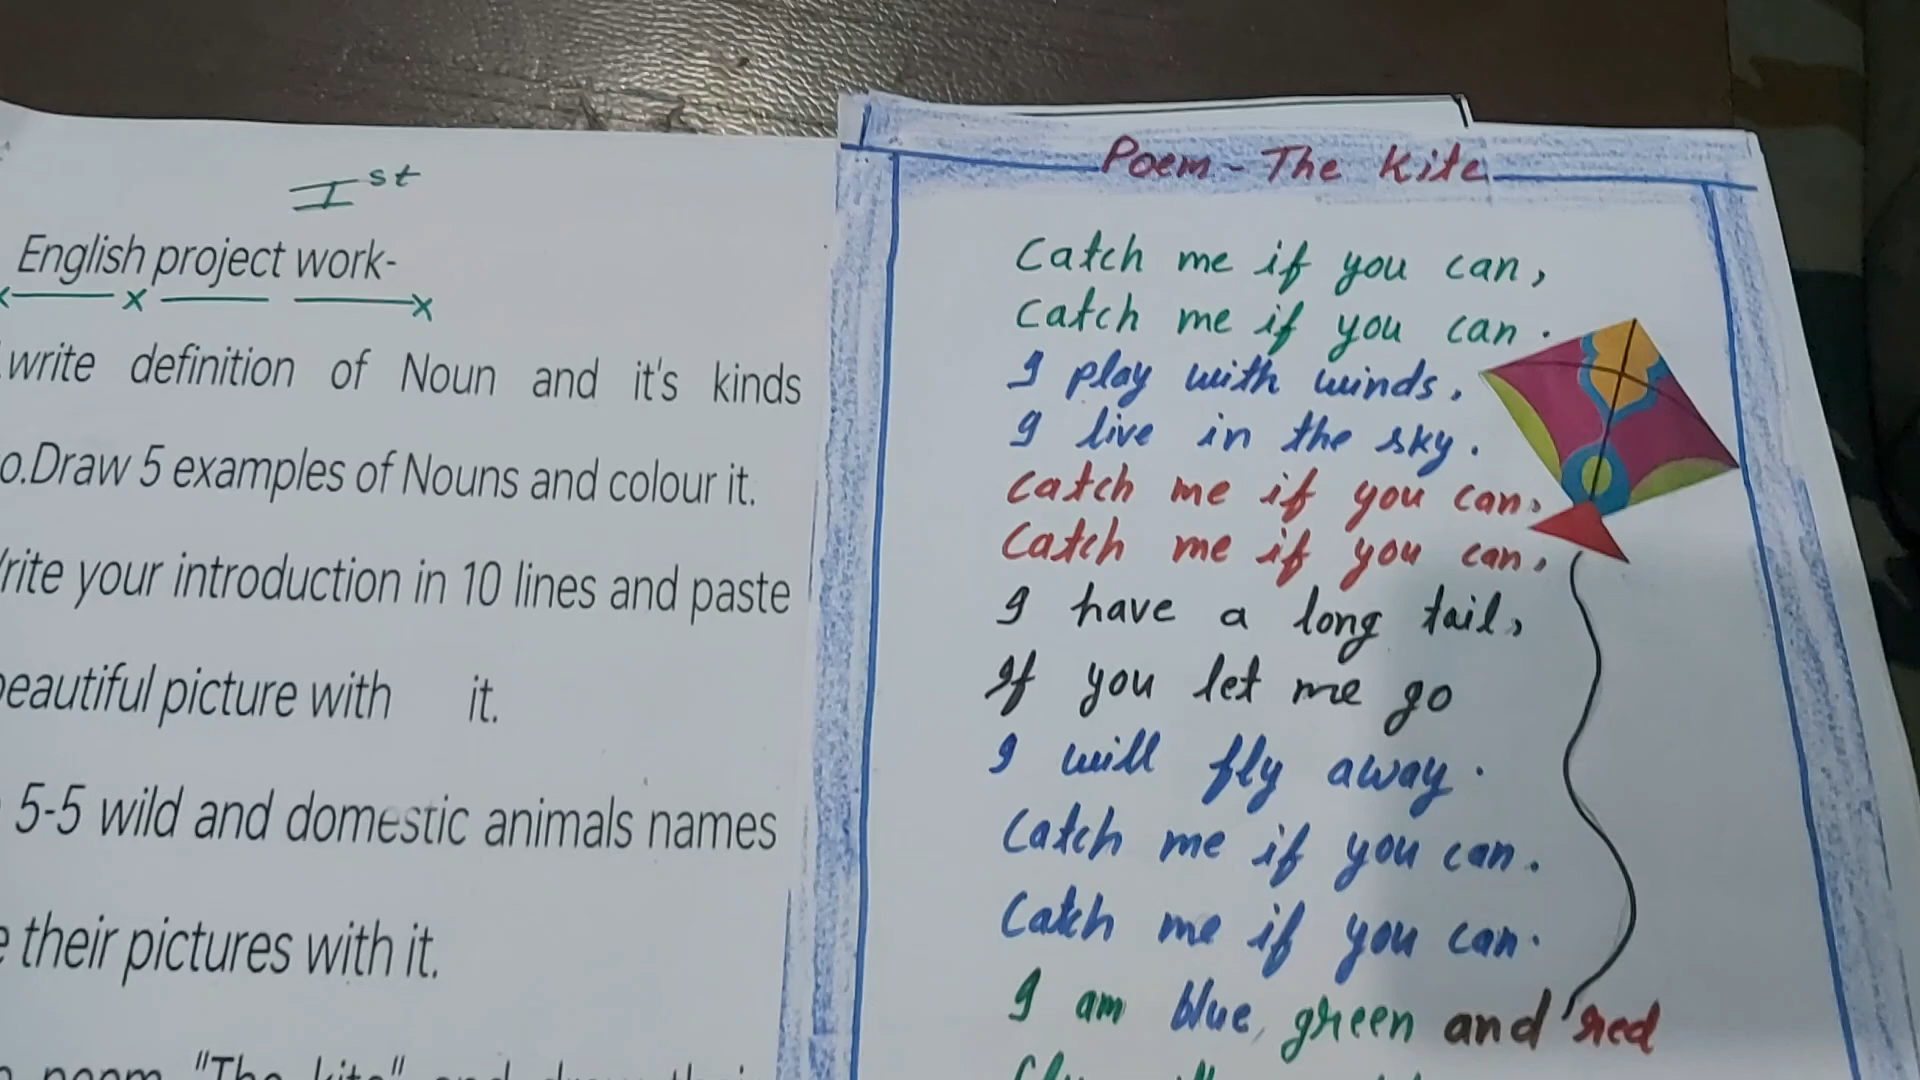 Ist
English project work-
write definition of Noun and it's kinds
o.Draw 5 examples of Nouns and colour it.
rite your introduction in 10 lines and paste
beautiful picture with it.
5-5 wild and domestic animals names
their pictures with it.
poem "The kite" and
Poem - The Kite
Catch me if you can,
Catch me if you can.
I play with winds.
I live in the sky.
Catch me if you can,
Catch me if you can,
I have a long tail,
If you let me go
I will fly away.
Catch me if you can.
Catch me if you can.
I am blue, green and red